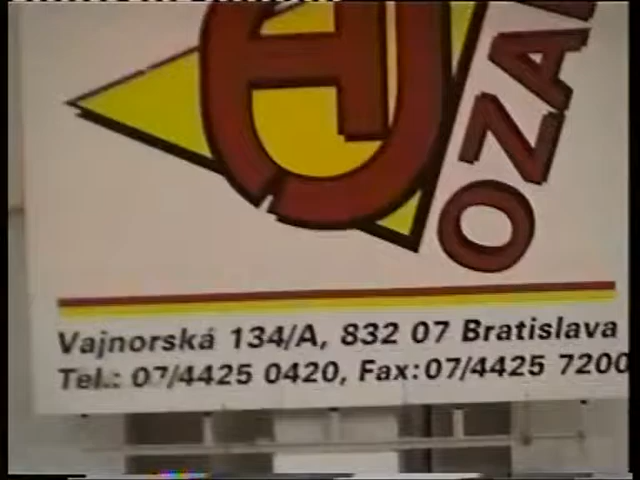 OZA
Vajnorská 134/A, 832 07 Bratislava
Tel.: 07/4425 0420, Fax:07/4425 7200